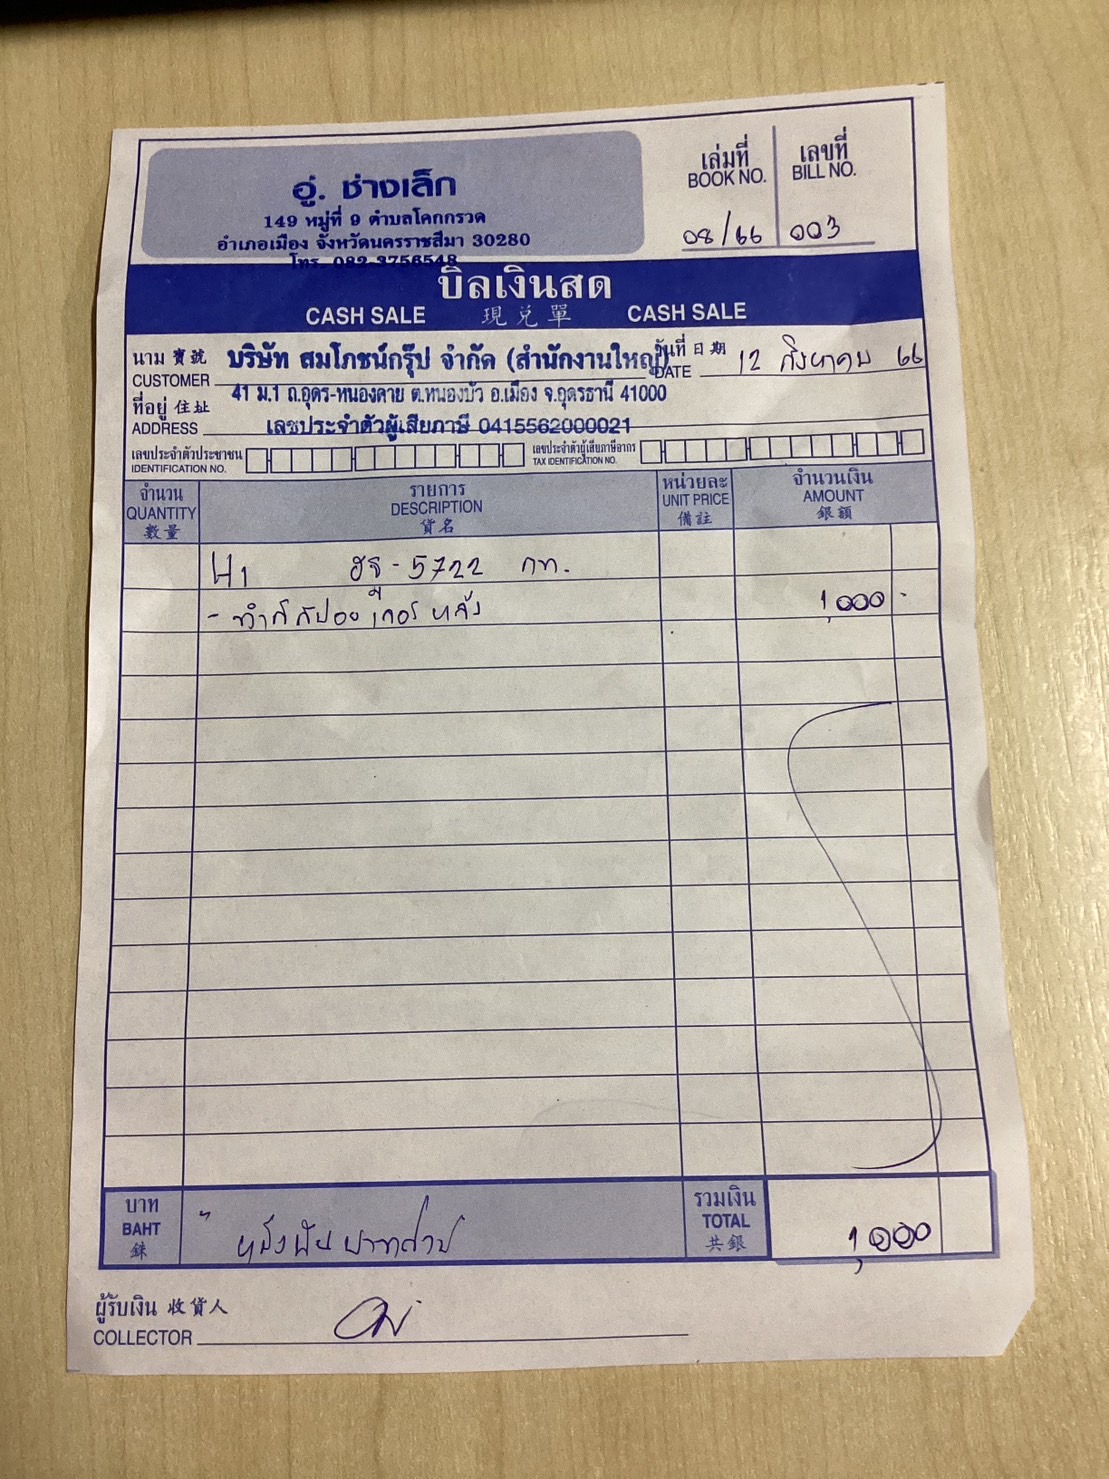 อู่. ช่างเล็ก
149 หมู่ที่ 9 ตำบลโคกกรวด
อำเภอเมือง จังหวัดนครราชสีมา 30280
โทร. 082-3756548
เล่มที่ เลขที่
BOOK NO. BILL NO.
08/66 003
บิลเงินสด
CASH SALE 現兌單 CASH SALE
นาม 寶號 บริษัท สมโภชน์กรุ๊ป จำกัด (สำนักงานใหญ่) วันที่ 日期 12 สิงหาคม 66
CUSTOMER DATE
ที่อยู่ 住址 41 ม.1 ถ.อุดร-หนองคาย ต.หนองบัว อ.เมือง จ.อุดรธานี 41000
ADDRESS เลขประจำตัวผู้เสียภาษี 0415562000021
เลขประจำตัวประชาชน เลขประจำตัวผู้เสียภาษีอากร
IDENTIFICATION NO. TAX IDENTIFICATION NO.
จำนวน รายการ หน่วยละ จำนวนเงิน
QUANTITY DESCRIPTION UNIT PRICE AMOUNT
數量 貨名 備註 銀額
H1 ฮฐ-5722 กท.
หลัง 1,000 -
บาท รวมเงิน
BAHT หนึ่งพันบาทถ้วน TOTAL 1,000
銖 共銀
ผู้รับเงิน 收貨人
COLLECTOR